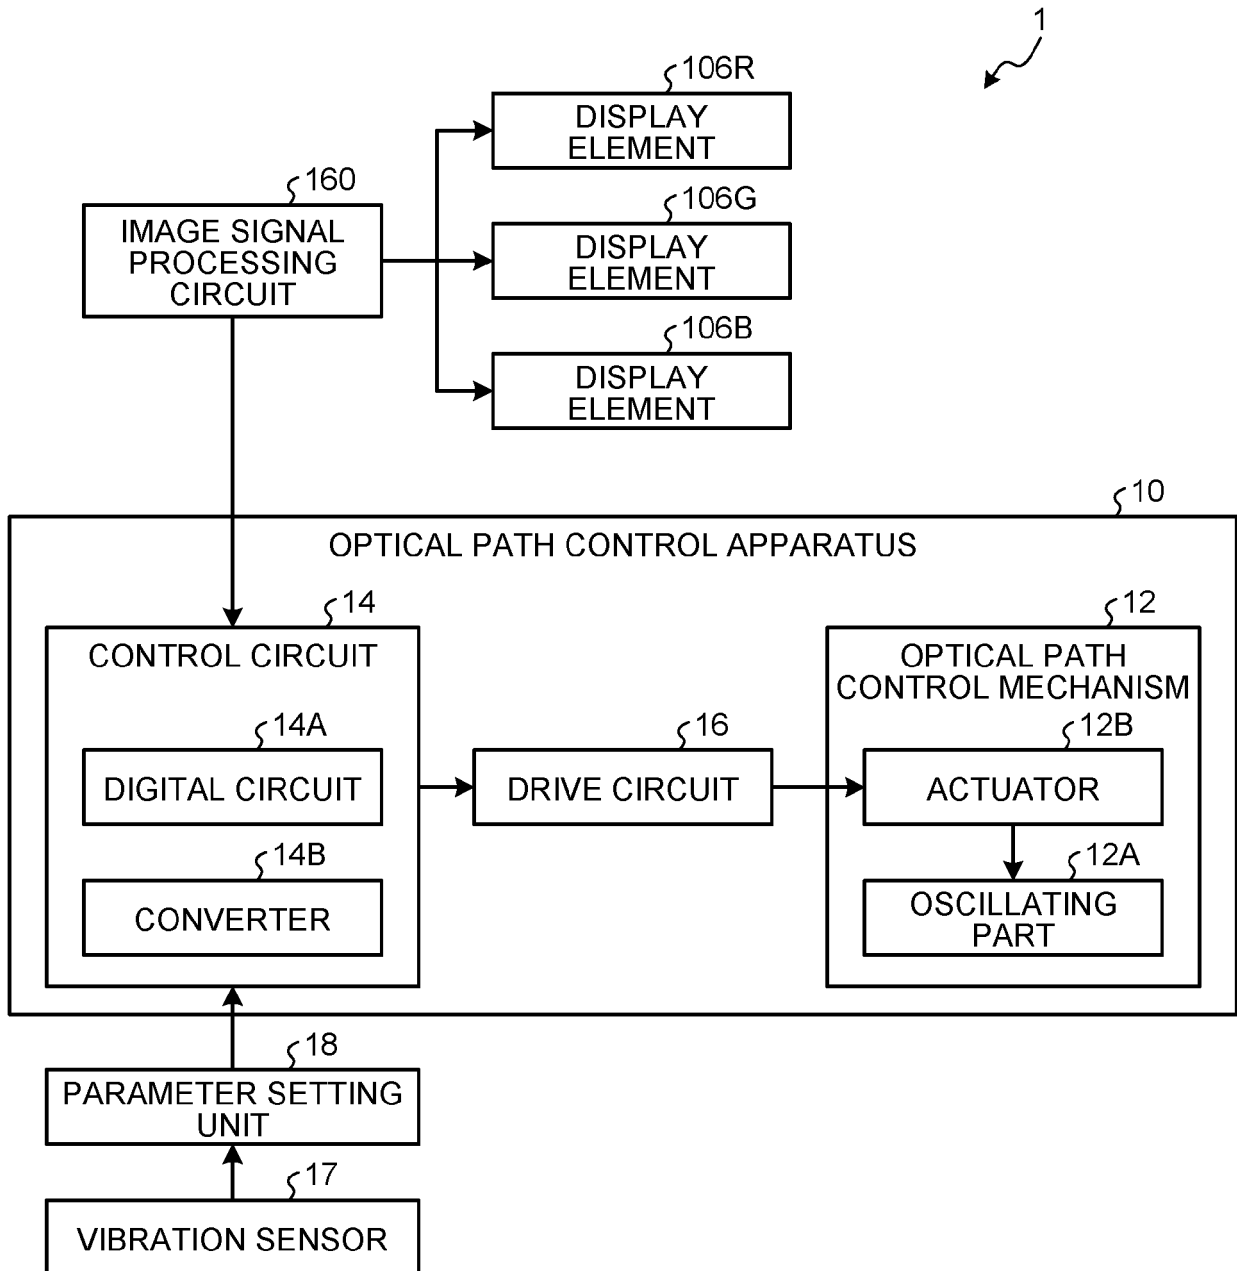 1
106R
DISPLAY
ELEMENT
160
IMAGE SIGNAL
PROCESSING
CIRCUIT
106G
DISPLAY
ELEMENT
106B
DISPLAY
ELEMENT
10
OPTICAL PATH CONTROL APPARATUS
14
CONTROL CIRCUIT
14A
DIGITAL CIRCUIT
14B
CONVERTER
16
DRIVE CIRCUIT
12
OPTICAL PATH
CONTROL MECHANISM
12B
ACTUATOR
12A
OSCILLATING
PART
18
PARAMETER SETTING
UNIT
17
VIBRATION SENSOR